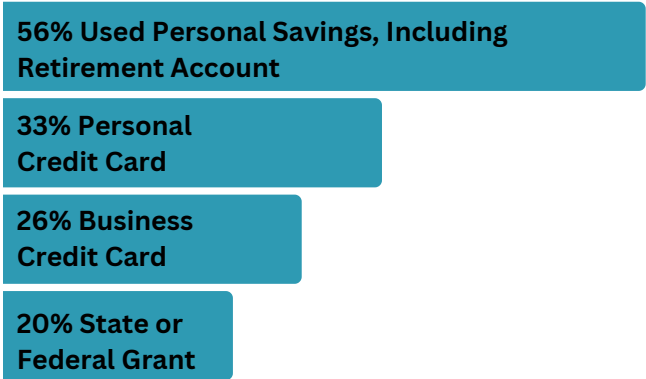 56% Used Personal Savings, Including
Retirement Account
33% Personal
Credit Card
26% Business
Credit Card
20% State or
Federal Grant